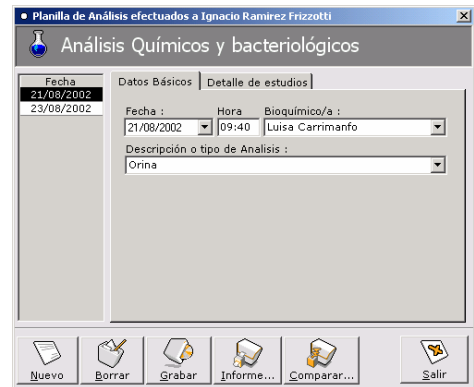 Planilla de Análisis efectuados a Ignacio Ramirez Frizzotti
Análisis Químicos y bacteriológicos
Fecha
21/08/2002
23/08/2002
Datos Básicos
Detalle de estudios
Fecha :
Hora
Bioquímico/a :
21/08/2002
09:40
Luisa Carrimanfo
Descripción o tipo de Analisis :
Orina
Nuevo
Borrar
Grabar
Informe...
Comparar...
Salir